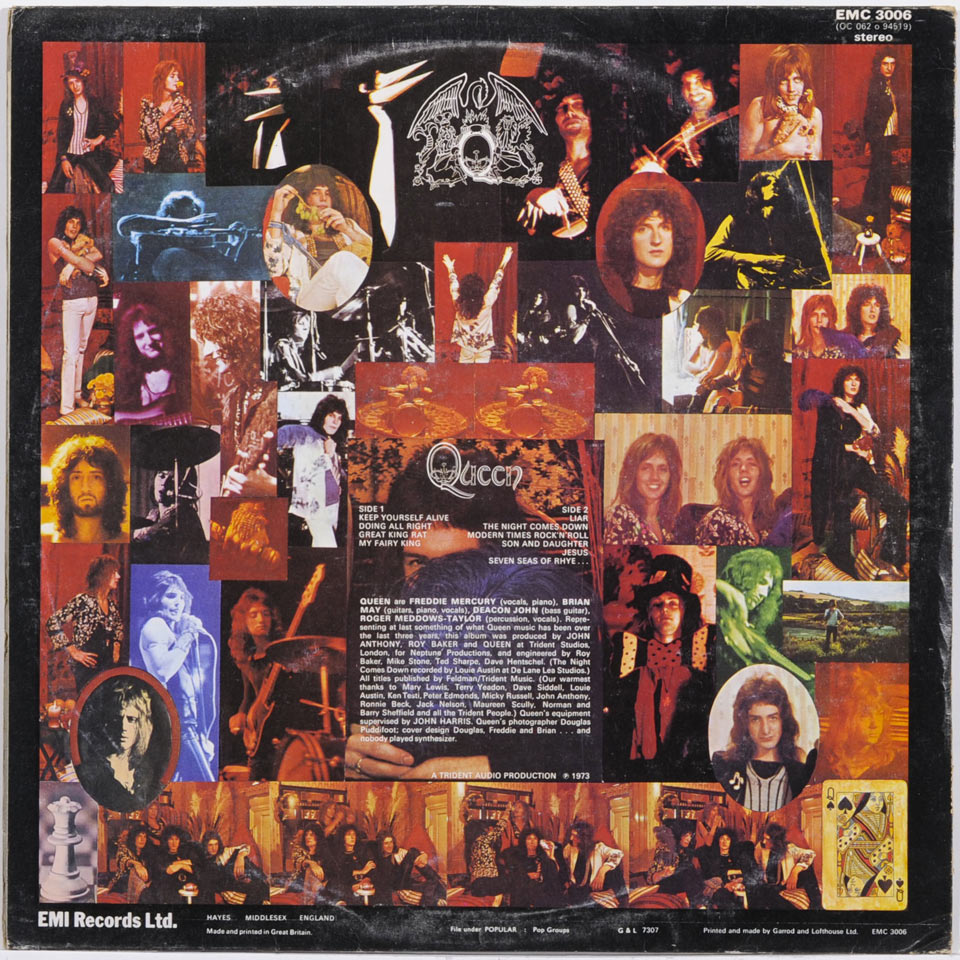 EMC 3006
(OC 062 o 94519)
stereo
Queen
SIDE 1
KEEP YOURSELF ALIVE
DOING ALL RIGHT
GREAT KING RAT
MY FAIRY KING
SIDE 2
LIAR
THE NIGHT COMES DOWN
MODERN TIMES ROCK'N'ROLL
SON AND DAUGHTER
JESUS
SEVEN SEAS OF RHYE . . .
QUEEN are FREDDIE MERCURY (vocals, piano), BRIAN
MAY (guitars, piano, vocals), DEACON JOHN (bass guitar),
ROGER MEDDOWS-TAYLOR (percussion, vocals). Repre-
senting at last something of what Queen music has been over
the last three years, this album was produced by JOHN
ANTHONY, ROY BAKER and QUEEN at Trident Studios,
London, for Neptune Productions, and engineered by Roy
Baker, Mike Stone, Ted Sharpe, Dave Hentschel. (The Night
Comes Down recorded by Louie Austin at De Lane Lea Studios.)
All titles published by Feldman/Trident Music. (Our warmest
thanks to Mary Lewis, Terry Yeadon, Dave Siddell, Louie
Austin, Ken Testi, Peter Edmonds, Micky Russell, John Anthony,
Ronnie Beck, Jack Nelson, Maureen Scully, Norman and
Barry Sheffield and all the Trident People.) Queen's equipment
supervised by JOHN HARRIS. Queen's photographer Douglas
Puddifoot; cover design Douglas, Freddie and Brian . . . and
nobody played synthesizer.
A TRIDENT AUDIO PRODUCTION ℗ 1973
Q
Q
EMI Records Ltd.
HAYES MIDDLESEX ENGLAND
Made and printed in Great Britain.
File under POPULAR : Pop Groups
G & L 7307
Printed and made by Garrod and Lofthouse Ltd.
EMC 3006